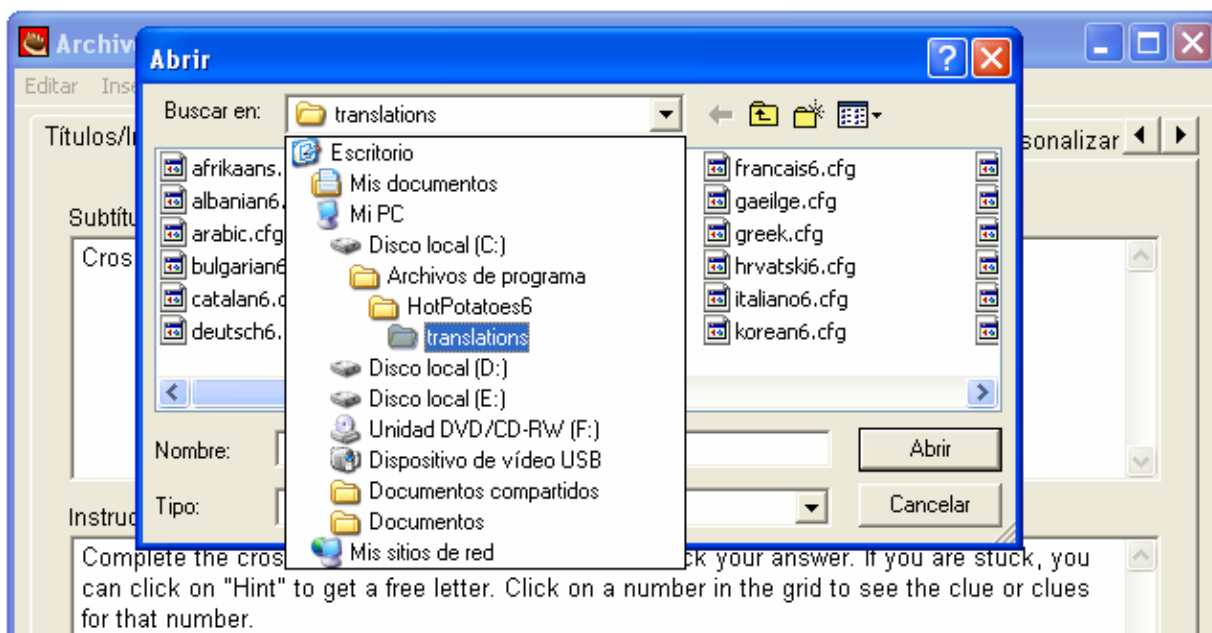 Archiv
Abrir
Editar Inse
Buscar en: translations
Títulos/I
sonalizar
Escritorio
Mis documentos
Mi PC
Disco local (C:)
Archivos de programa
HotPotatoes6
translations
Disco local (D:)
Disco local (E:)
Unidad DVD/CD-RW (F:)
Dispositivo de vídeo USB
Documentos compartidos
Documentos
Mis sitios de red
afrikaans.
albanian6.
arabic.cfg
bulgarian6
catalan6.c
deutsch6.
francais6.cfg
gaeilge.cfg
greek.cfg
hrvatski6.cfg
italiano6.cfg
korean6.cfg
Subtítu
Cros
Nombre:
Abrir
Tipo:
Cancelar
Instruc
Complete the cros ck your answer. If you are stuck, you
can click on "Hint" to get a free letter. Click on a number in the grid to see the clue or clues
for that number.